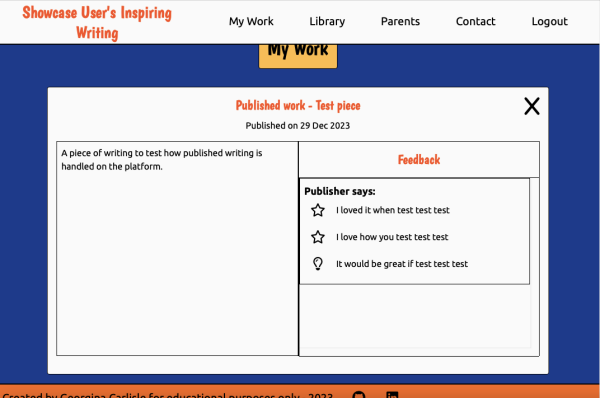 Showcase User's Inspiring
Writing
My Work
Library
Parents
Contact
Logout
My Work
Published work - Test piece
Published on 29 Dec 2023
A piece of writing to test how published writing is
handled on the platform.
Feedback
Publisher says:
I loved it when test test test
I love how you test test test
It would be great if test test test
Created by Georgina Carlisle for educational purposes only - 2023